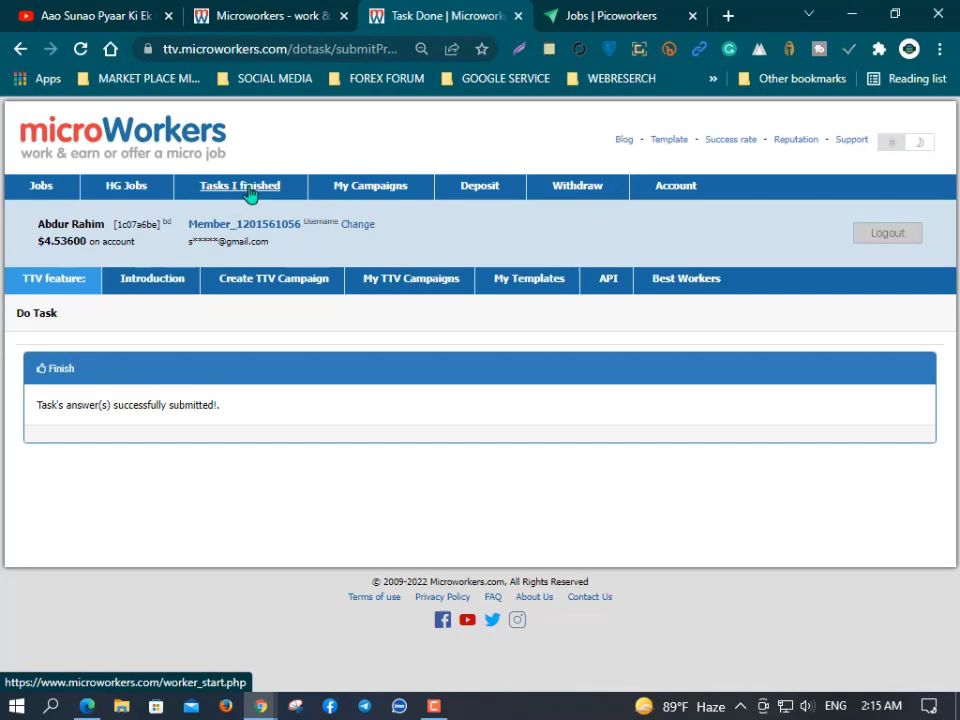 Aao Sunao Pyaar Ki Ek
Microworkers - work &
Task Done | Microwork
Jobs | Picoworkers
ttv.microworkers.com/dotask/submitPr...
Apps
MARKET PLACE MI...
SOCIAL MEDIA
FOREX FORUM
GOOGLE SERVICE
WEBRESERCH
»
Other bookmarks
Reading list
microWorkers
work & earn or offer a micro job
Blog - Template - Success rate - Reputation - Support
Jobs
HG Jobs
Tasks I finished
My Campaigns
Deposit
Withdraw
Account
Abdur Rahim [1c07a6be] bd
Member_1201561056 Username Change
$4.53600 on account
s*****@gmail.com
Logout
TTV feature:
Introduction
Create TTV Campaign
My TTV Campaigns
My Templates
API
Best Workers
Do Task
Finish
Task's answer(s) successfully submitted!.
© 2009-2022 Microworkers.com, All Rights Reserved
Terms of use Privacy Policy FAQ About Us Contact Us
https://www.microworkers.com/worker_start.php
89°F Haze
ENG
2:15 AM